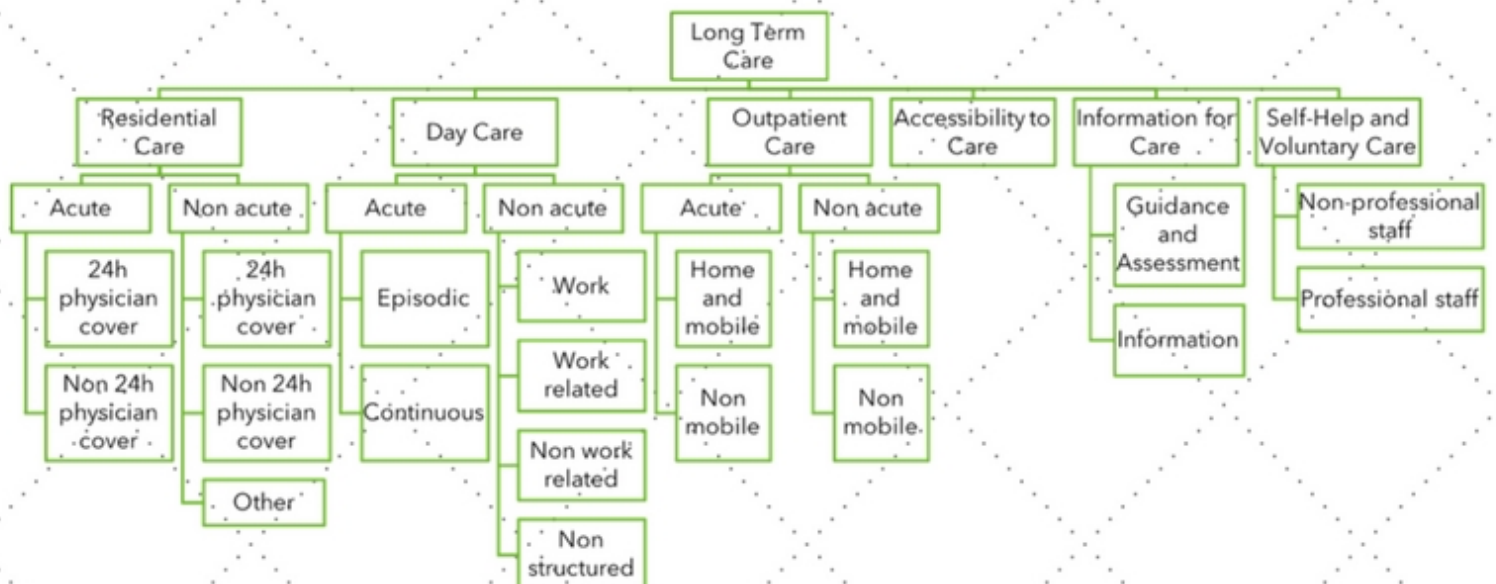 Long Term
Care
Residential
Care
Day Care
Outpatient
Care
Accessibility to
Care
Information for
Care
Self-Help and
Voluntary Care
Acute
Non acute
Acute
Non acute
Acute
Non acute
Guidance
and
Assessment
Information
Non-professional
staff
Professional staff
24h
physician
cover
Non 24h
physician
cover
24h
physician
cover
Non 24h
physician
cover
Other
Episodic
Continuous
Work
Work
related
Non work
related
Non
structured
Home
and
mobile
Non
mobile
Home
and
mobile
Non
mobile